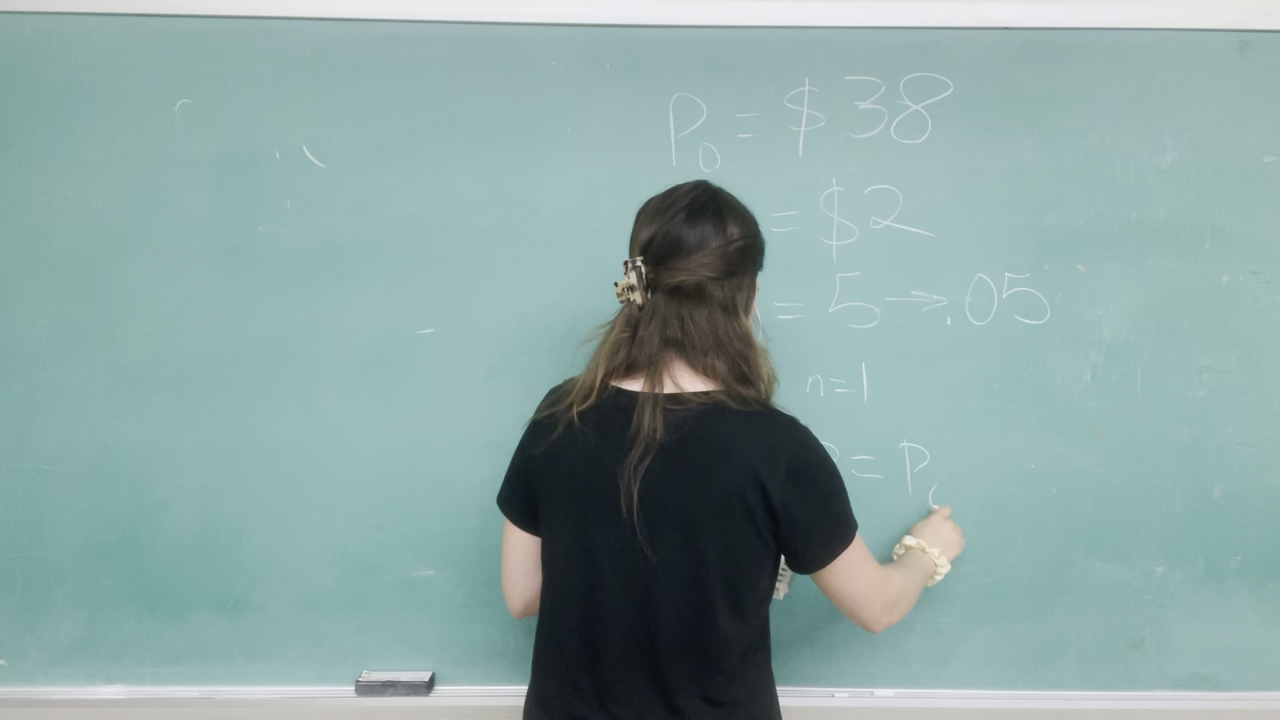 P₀ = $38
= $2
= 5 → .05
n=1
P = P